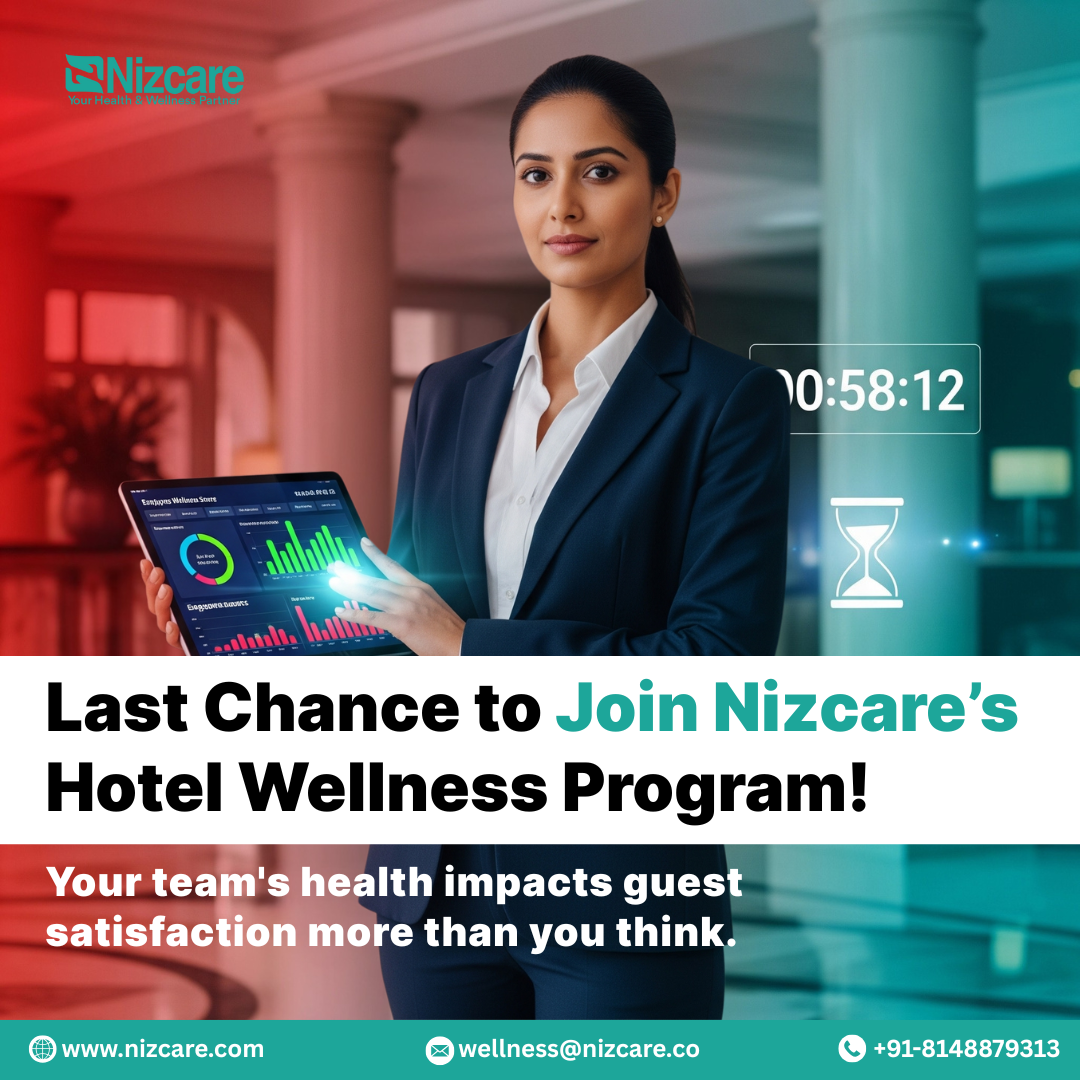 Nizcare
Your Health & Wellness Partner
0:58:12
Last Chance to Join Nizcare’s
Hotel Wellness Program!
Your team's health impacts guest
satisfaction more than you think.
www.nizcare.com
wellness@nizcare.co
+91-8148879313